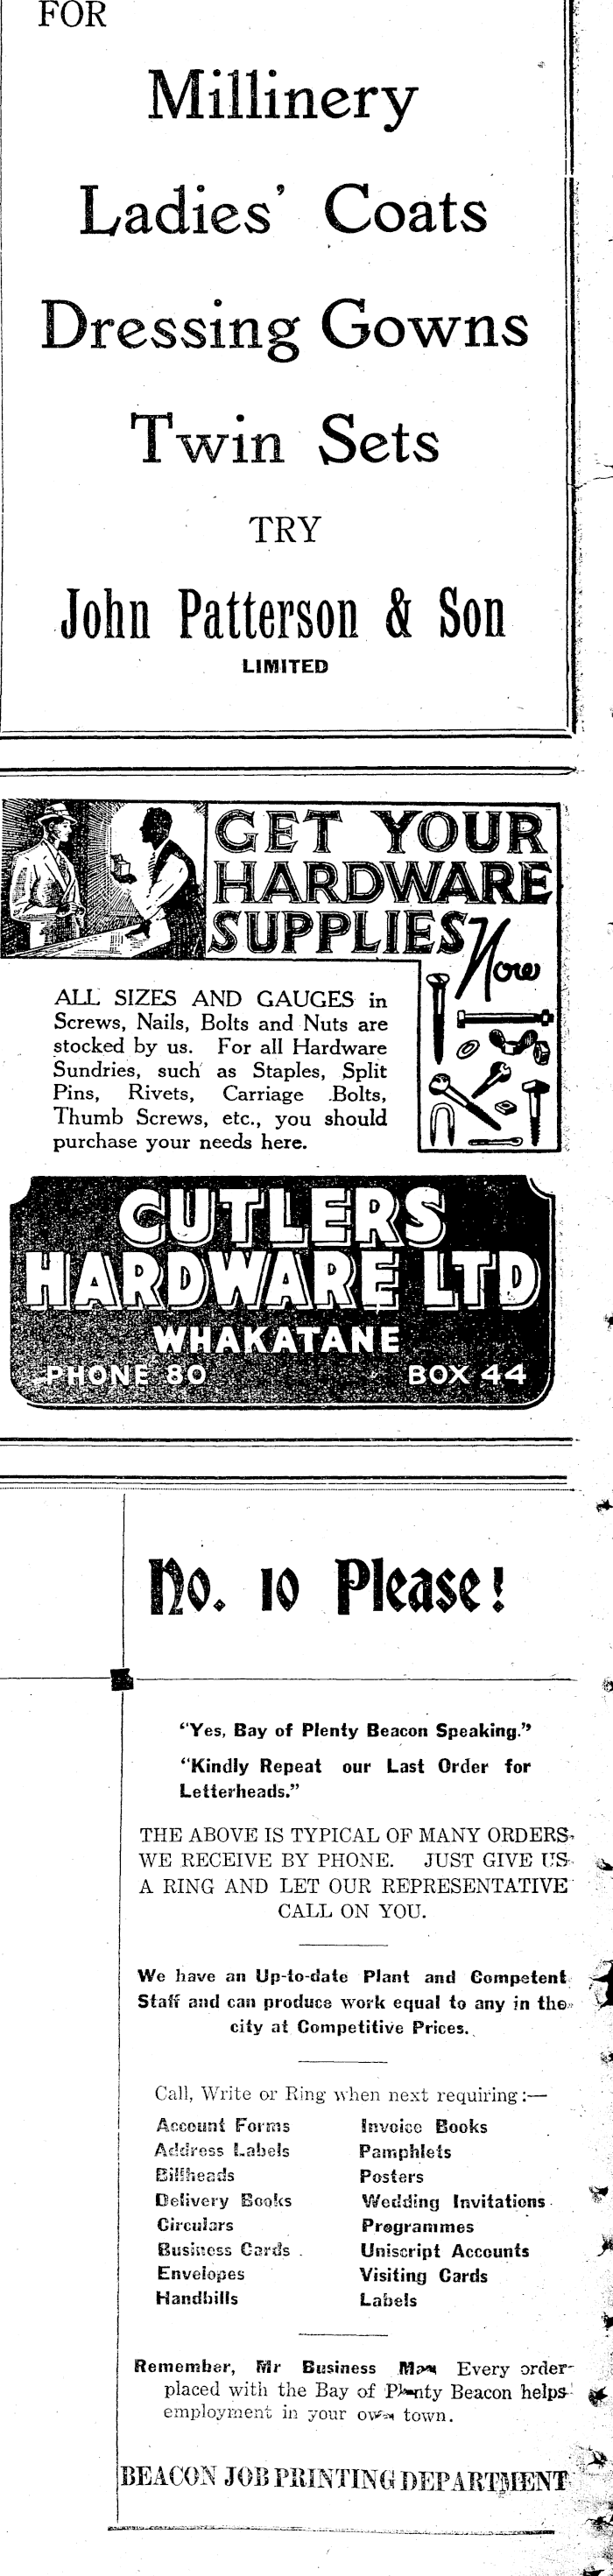 FOR
Millinery
Ladies' Coats
Dressing Gowns
Twin Sets
TRY
John Patterson & Son
LIMITED
GET YOUR
HARDWARE
SUPPLIES Now
ALL SIZES AND GAUGES in
Screws, Nails, Bolts and Nuts are
stocked by us. For all Hardware
Sundries, such as Staples, Split
Pins, Rivets, Carriage Bolts,
Thumb Screws, etc., you should
purchase your needs here.
CUTLERS
HARDWARE LTD
WHAKATANE
PHONE 80 BOX 44
No. 10 Please!
"Yes, Bay of Plenty Beacon Speaking."
"Kindly Repeat our Last Order for
Letterheads."
THE ABOVE IS TYPICAL OF MANY ORDERS
WE RECEIVE BY PHONE. JUST GIVE US
A RING AND LET OUR REPRESENTATIVE
CALL ON YOU.
We have an Up-to-date Plant and Competent
Staff and can produce work equal to any in the
city at Competitive Prices.
Call, Write or Ring when next requiring:—
Account Forms Invoice Books
Address Labels Pamphlets
Billheads Posters
Delivery Books Wedding Invitations
Circulars Programmes
Business Cards Uniscript Accounts
Envelopes Visiting Cards
Handbills Labels
Remember, Mr Business Man Every order
placed with the Bay of Plenty Beacon helps
employment in your own town.
BEACON JOB PRINTING DEPARTMENT